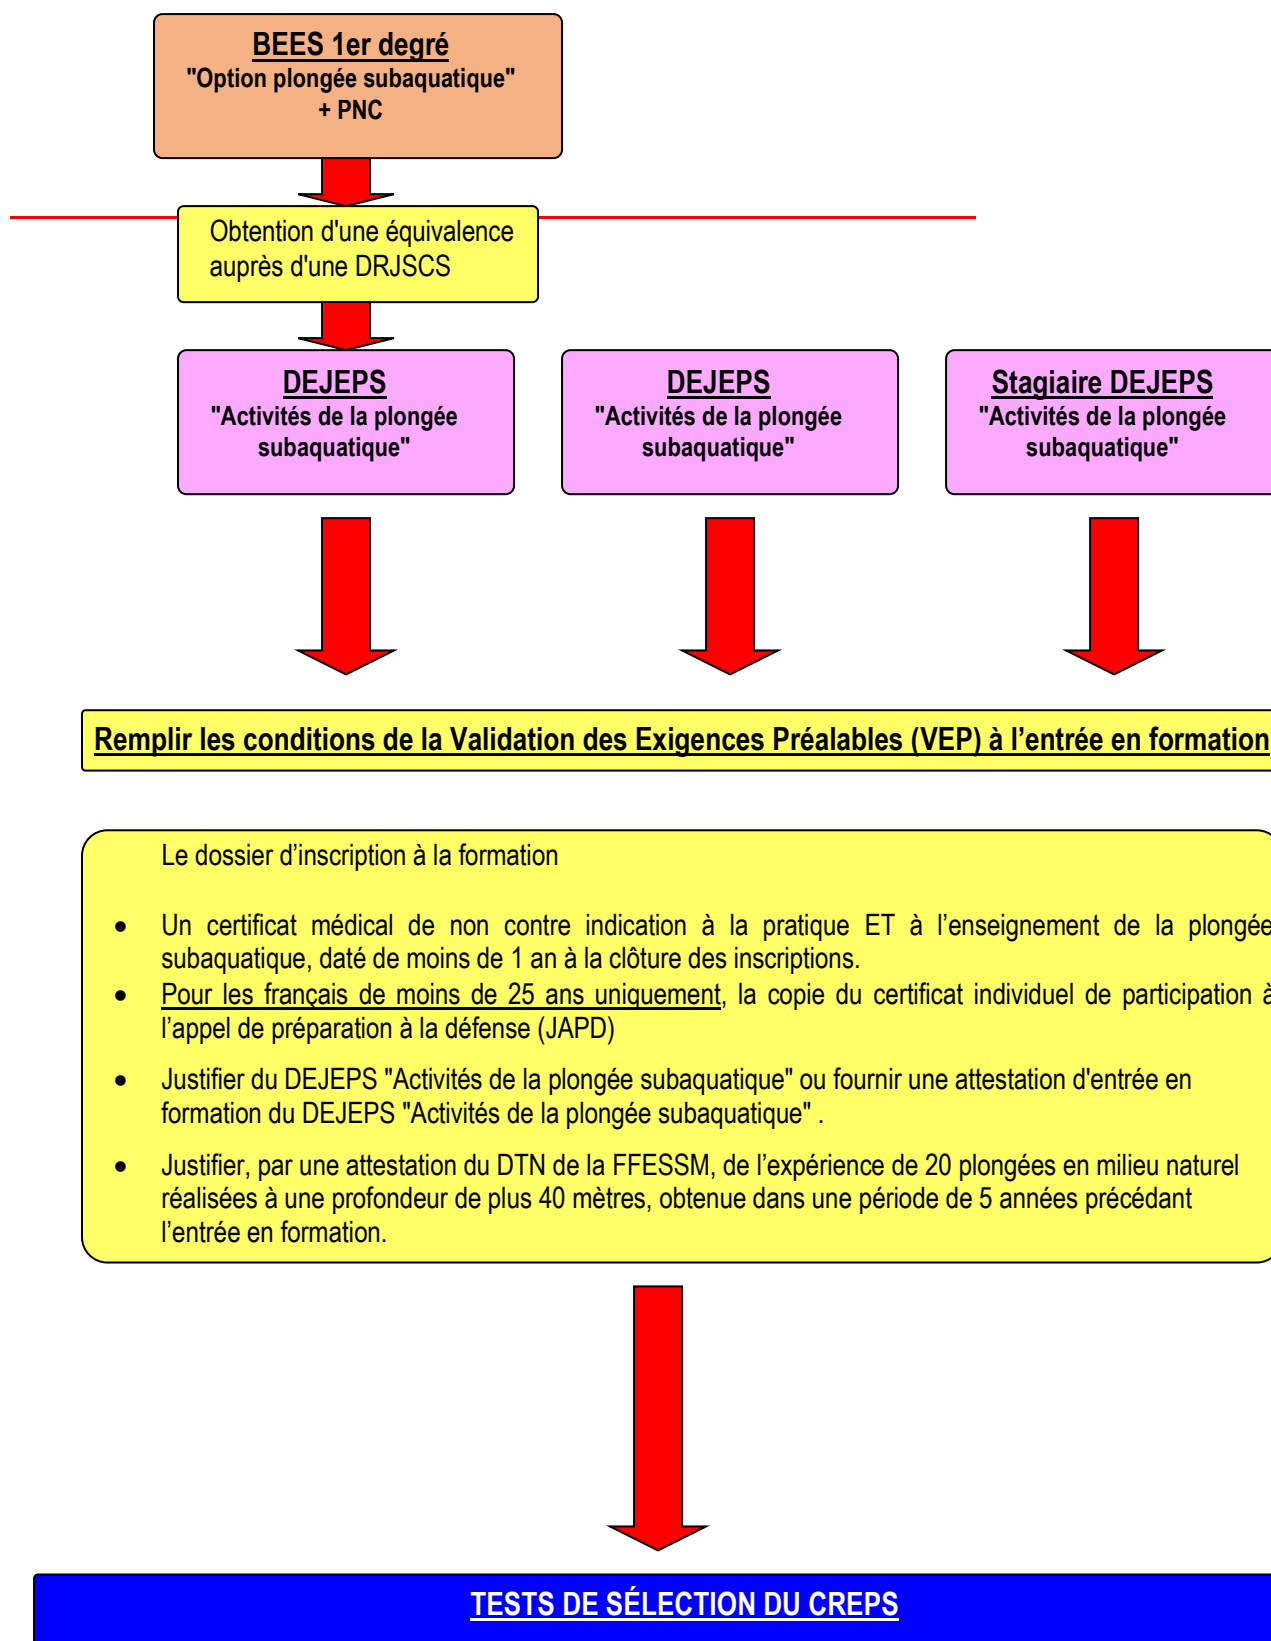 BEES 1er degré
"Option plongée subaquatique"
+ PNC
Obtention d'une équivalence
auprès d'une DRJSCS
DEJEPS
"Activités de la plongée
subaquatique"
DEJEPS
"Activités de la plongée
subaquatique"
Stagiaire DEJEPS
"Activités de la plongée
subaquatique"
Remplir les conditions de la Validation des Exigences Préalables (VEP) à l’entrée en formation
Le dossier d’inscription à la formation
• Un certificat médical de non contre indication à la pratique ET à l’enseignement de la plongée
subaquatique, daté de moins de 1 an à la clôture des inscriptions.
• Pour les français de moins de 25 ans uniquement, la copie du certificat individuel de participation à
l’appel de préparation à la défense (JAPD)
• Justifier du DEJEPS "Activités de la plongée subaquatique" ou fournir une attestation d'entrée en
formation du DEJEPS "Activités de la plongée subaquatique" .
• Justifier, par une attestation du DTN de la FFESSM, de l’expérience de 20 plongées en milieu naturel
réalisées à une profondeur de plus 40 mètres, obtenue dans une période de 5 années précédant
l’entrée en formation.
TESTS DE SÉLECTION DU CREPS